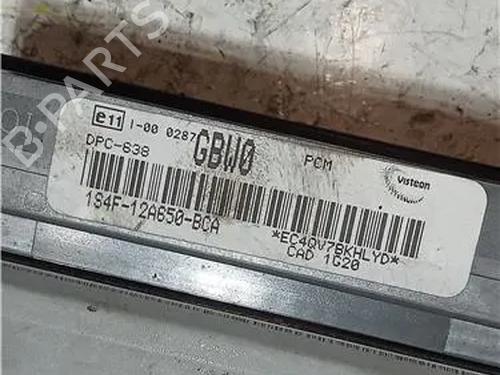 B-PARTS
e11
I-00 0287
GBW0
PCM
Visteon
DPC-638
1S4F-12A650-BCA
*EC4QV7BKHLYD*
CAD 1G20